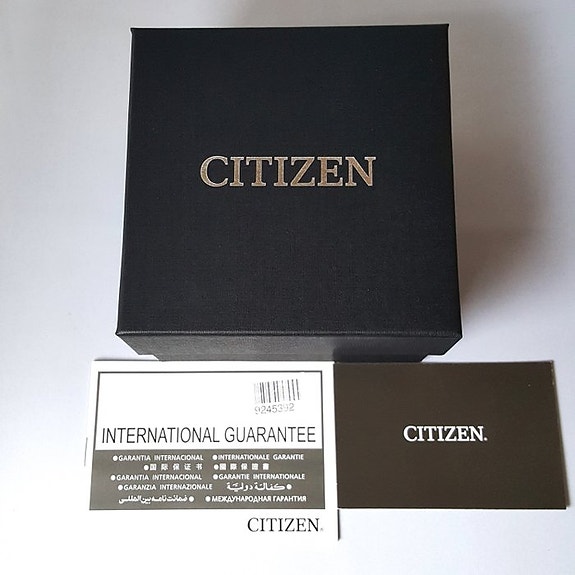 CITIZEN
9245392
INTERNATIONAL GUARANTEE
●GARANTIA INTERNACIONAL ●INTERNATIONALE GARANTIE
●国际保证书 ●國際保證書
●GARANTIA INTERNACIONAL ●GARANTIE INTERNATIONALE
●GARANZIA INTERNAZIONALE ●كفالة دولية
●ضمانت نامه بین المللی ●МЕЖДУНАРОДНАЯ ГАРАНТИЯ
CITIZEN®
CITIZEN®